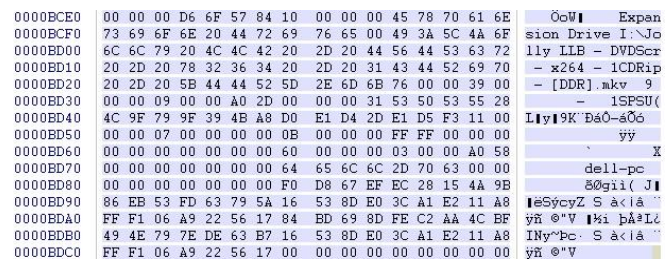 0000BCE0 00 00 00 D6 6F 57 84 10 00 00 00 45 78 70 61 6E ÖoW Expan
0000BCF0 73 69 6F 6E 20 44 72 69 76 65 00 49 3A 5C 4A 6F sion Drive I:\Jo
0000BD00 6C 6C 79 20 4C 4C 42 20 2D 20 44 56 44 53 63 72 lly LLB - DVDScr
0000BD10 20 2D 20 78 32 36 34 20 2D 20 31 43 44 52 69 70 - x264 - 1CDRip
0000BD20 20 2D 20 5B 44 44 52 5D 2E 6D 6B 76 00 00 39 00 - [DDR].mkv 9
0000BD30 00 00 09 00 00 A0 2D 00 00 00 31 53 50 53 55 28 - 1SPSU(
0000BD40 4C 9F 79 9F 39 4B A8 D0 E1 D4 2D E1 D5 F3 11 00 L y 9K¨ÐáÔ-áÕó
0000BD50 00 00 07 00 00 00 00 0B 00 00 00 FF FF 00 00 00 ÿÿ
0000BD60 00 00 00 00 00 00 00 60 00 00 00 03 00 00 A0 58 ` X
0000BD70 00 00 00 00 00 00 00 64 65 6C 6C 2D 70 63 00 00 dell-pc
0000BD80 00 00 00 00 00 00 F0 D8 67 EF EC 28 15 4A 9B ðØgïì( J
0000BD90 86 EB 53 FD 63 79 5A 16 53 8D E0 3C A1 E2 11 A8 ëSýcyZ S à<¡â ¨
0000BDA0 FF F1 06 A9 22 56 17 84 BD 69 8D FE C2 AA 4C BF ÿñ ©"V ½i þÂªL¿
0000BDB0 49 4E 79 7E DE 63 B7 16 53 8D E0 3C A1 E2 11 A8 INy~Þc· S à<¡â ¨
0000BDC0 FF F1 06 A9 22 56 17 00 00 00 00 00 00 00 00 00 ÿñ ©"V